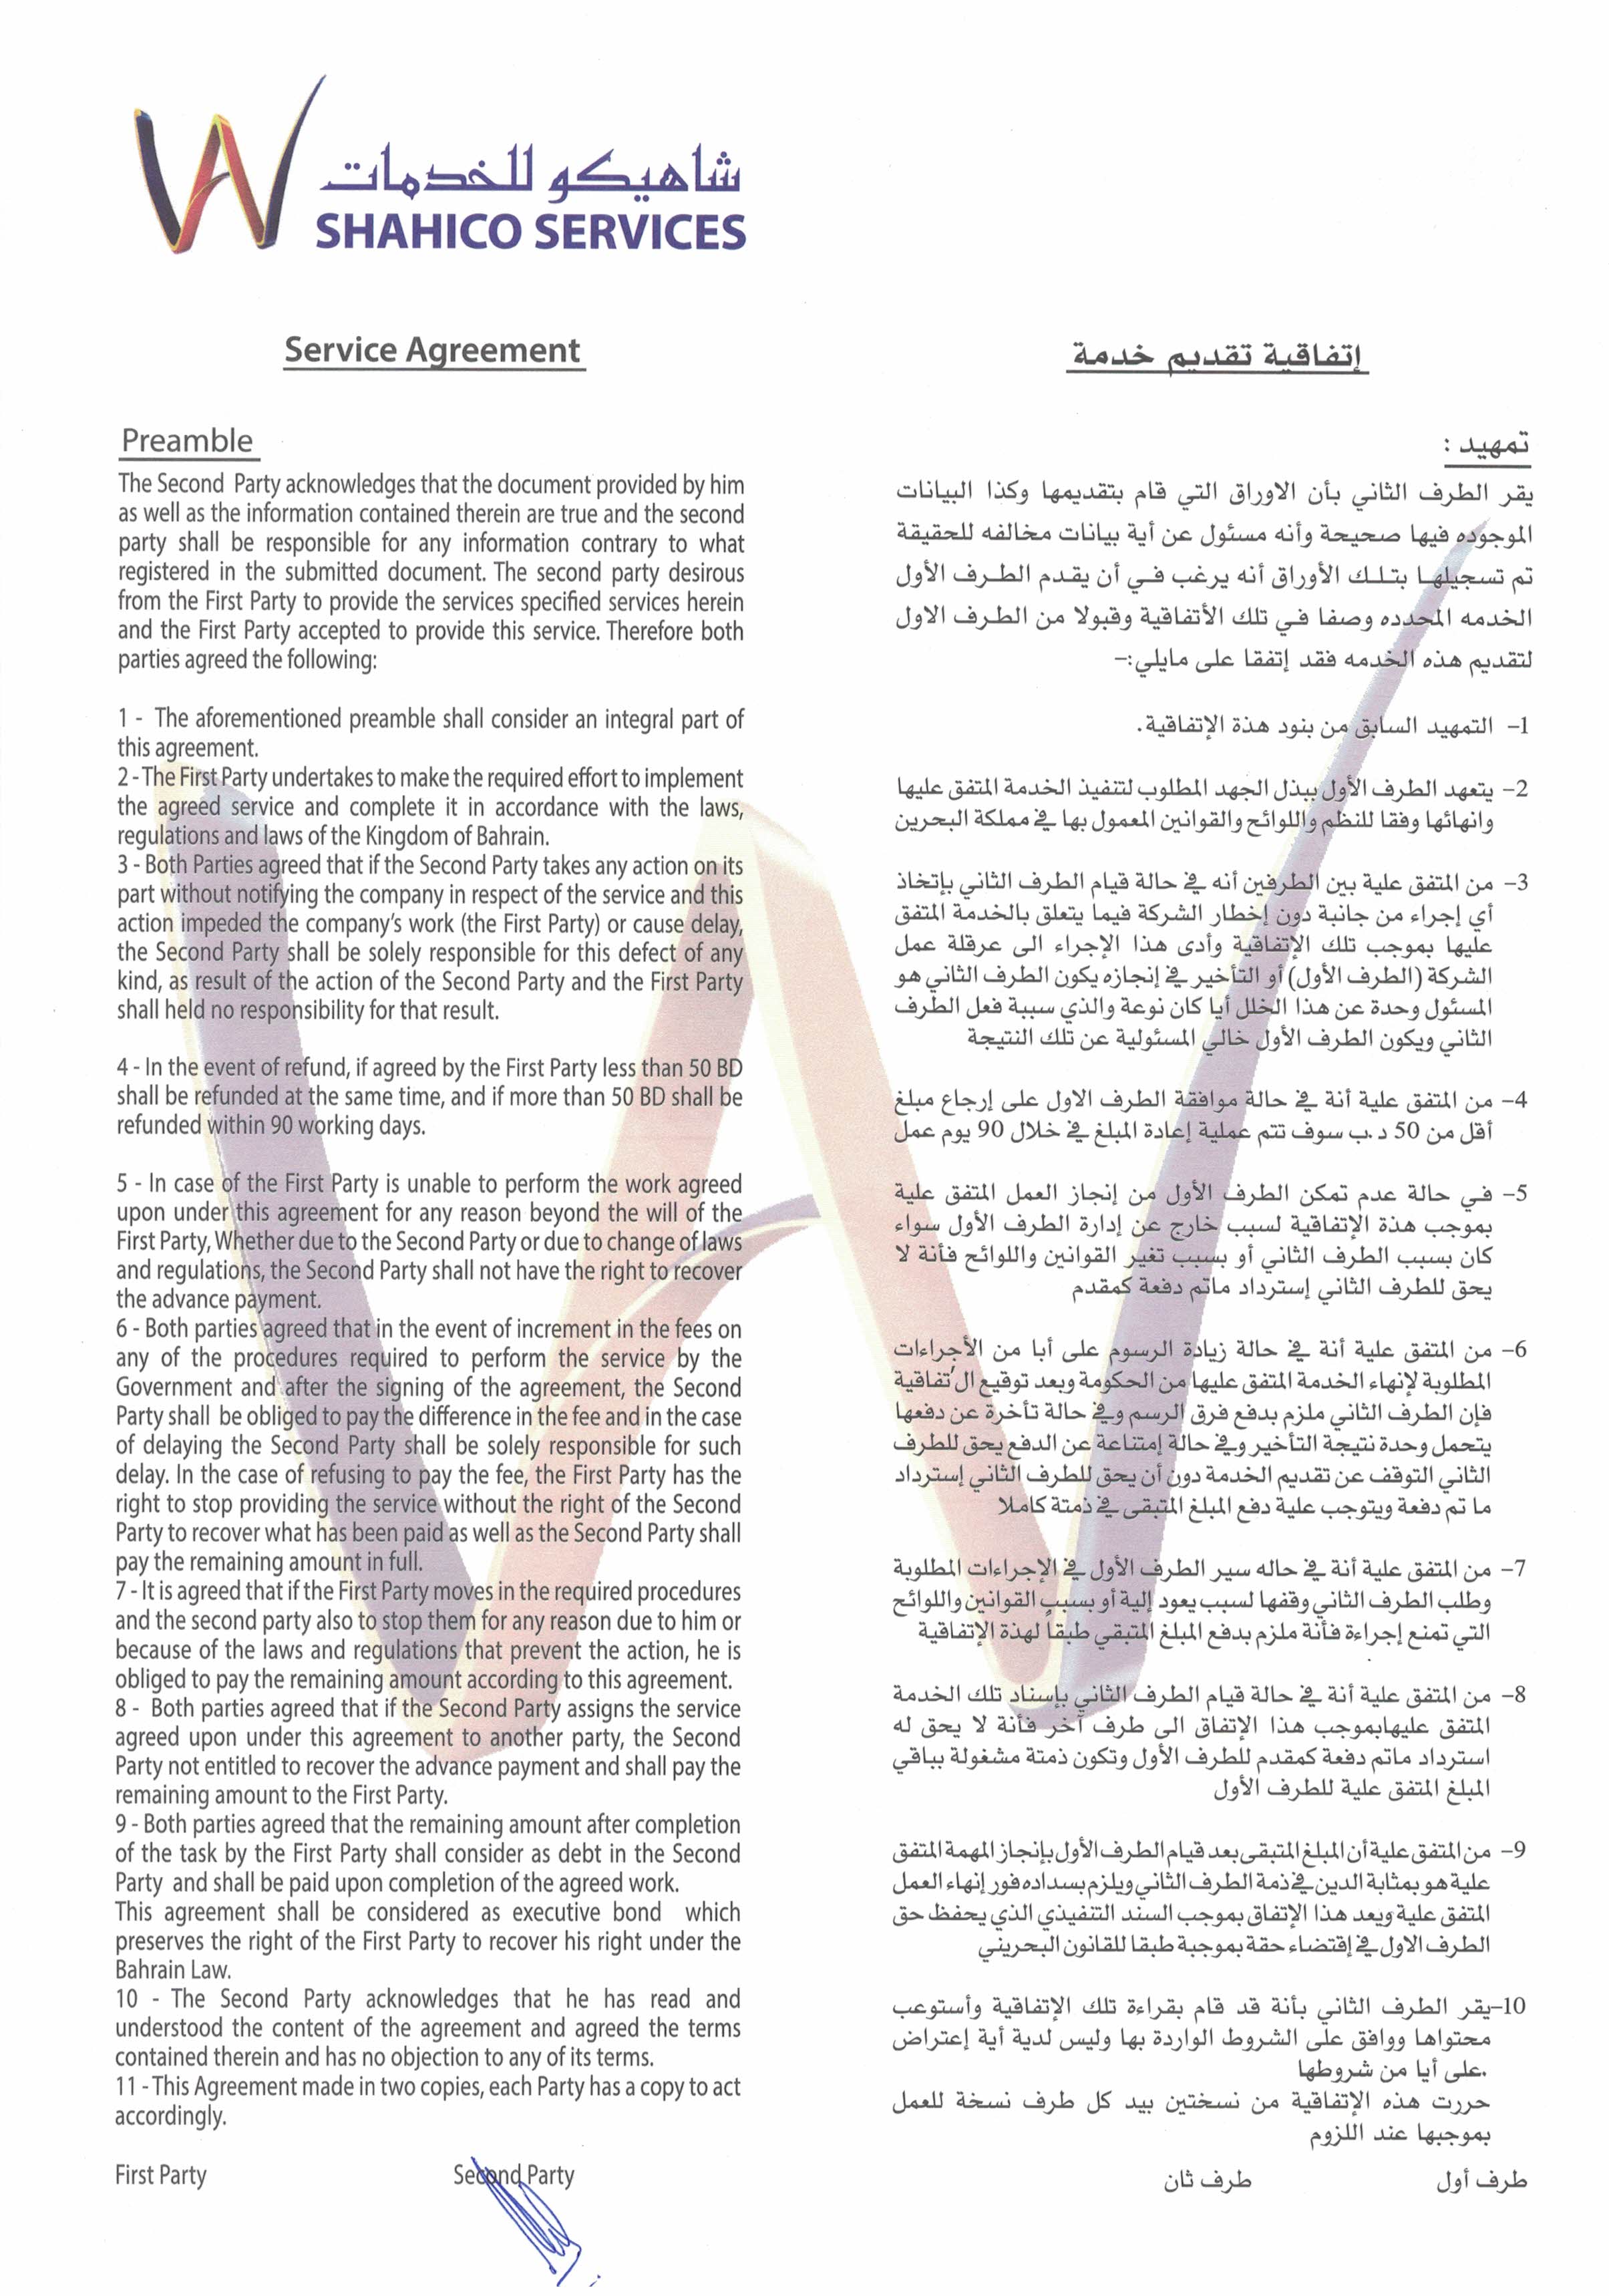 شاهيكو للخدمات
SHAHICO SERVICES
Service Agreement
Preamble
The Second Party acknowledges that the document provided by him
as well as the information contained therein are true and the second
party shall be responsible for any information contrary to what
registered in the submitted document. The second party desirous
from the First Party to provide the services specified services herein
and the First Party accepted to provide this service. Therefore both
parties agreed the following:
1 - The aforementioned preamble shall consider an integral part of
this agreement.
2 - The First Party undertakes to make the required effort to implement
the agreed service and complete it in accordance with the laws,
regulations and laws of the Kingdom of Bahrain.
3 - Both Parties agreed that if the Second Party takes any action on its
part without notifying the company in respect of the service and this
action impeded the company's work (the First Party) or cause delay,
the Second Party shall be solely responsible for this defect of any
kind, as result of the action of the Second Party and the First Party
shall held no responsibility for that result.
4 - In the event of refund, if agreed by the First Party less than 50 BD
shall be refunded at the same time, and if more than 50 BD shall be
refunded within 90 working days.
5 - In case of the First Party is unable to perform the work agreed
upon under this agreement for any reason beyond the will of the
First Party, Whether due to the Second Party or due to change of laws
and regulations, the Second Party shall not have the right to recover
the advance payment.
6 - Both parties agreed that in the event of increment in the fees on
any of the procedures required to perform the service by the
Government and after the signing of the agreement, the Second
Party shall be obliged to pay the difference in the fee and in the case
of delaying the Second Party shall be solely responsible for such
delay. In the case of refusing to pay the fee, the First Party has the
right to stop providing the service without the right of the Second
Party to recover what has been paid as well as the Second Party shall
pay the remaining amount in full.
7 - It is agreed that if the First Party moves in the required procedures
and the second party also to stop them for any reason due to him or
because of the laws and regulations that prevent the action, he is
obliged to pay the remaining amount according to this agreement.
8 - Both parties agreed that if the Second Party assigns the service
agreed upon under this agreement to another party, the Second
Party not entitled to recover the advance payment and shall pay the
remaining amount to the First Party.
9 - Both parties agreed that the remaining amount after completion
of the task by the First Party shall consider as debt in the Second
Party and shall be paid upon completion of the agreed work.
This agreement shall be considered as executive bond which
preserves the right of the First Party to recover his right under the
Bahrain Law.
10 - The Second Party acknowledges that he has read and
understood the content of the agreement and agreed the terms
contained therein and has no objection to any of its terms.
11 - This Agreement made in two copies, each Party has a copy to act
accordingly.
First Party Second Party
إتفاقية تقديم خدمة
تمهيد :
يقر الطرف الثاني بأن الاوراق التي قام بتقديمها وكذا البيانات
الموجوده فيها صحيحة وأنه مسئول عن أية بيانات مخالفه للحقيقة
تم تسجيلها بتلك الأوراق أنه يرغب في أن يقدم الطرف الأول
الخدمه المحدده وصفا في تلك الأتفاقية وقبولا من الطرف الاول
لتقديم هذه الخدمه فقد إتفقا على مايلي:-
1- التمهيد السابق من بنود هذة الإتفاقية.
2- يتعهد الطرف الأول ببذل الجهد المطلوب لتنفيذ الخدمة المتفق عليها
وانهائها وفقا للنظم واللوائح والقوانين المعمول بها في مملكة البحرين
3- من المتفق علية بين الطرفين أنه في حالة قيام الطرف الثاني بإتخاذ
أي إجراء من جانبة دون إخطار الشركة فيما يتعلق بالخدمة المتفق
عليها بموجب تلك الإتفاقية وأدى هذا الإجراء الى عرقلة عمل
الشركة (الطرف الأول) أو التأخير في إنجازه يكون الطرف الثاني هو
المسئول وحدة عن هذا الخلل أيا كان نوعة والذي سببة فعل الطرف
الثاني ويكون الطرف الأول خالي المسئولية عن تلك النتيجة
4- من المتفق علية أنة في حالة موافقة الطرف الاول على إرجاع مبلغ
أقل من 50 د.ب سوف تتم عملية إعادة المبلغ في خلال 90 يوم عمل
5- في حالة عدم تمكن الطرف الأول من إنجاز العمل المتفق علية
بموجب هذة الإتفاقية لسبب خارج عن إدارة الطرف الأول سواء
كان بسبب الطرف الثاني أو بسبب تغير القوانين واللوائح فأنة لا
يحق للطرف الثاني إسترداد ماتم دفعة كمقدم
6- من المتفق علية أنة في حالة زيادة الرسوم على أبا من الأجراءات
المطلوبة لإنهاء الخدمة المتفق عليها من الحكومة وبعد توقيع ال'تفاقية
فإن الطرف الثاني ملزم بدفع فرق الرسم وفي حالة تأخرة عن دفعها
يتحمل وحدة نتيجة التأخير وفي حالة إمتناعة عن الدفع يحق للطرف
الثاني التوقف عن تقديم الخدمة دون أن يحق للطرف الثاني إسترداد
ما تم دفعة ويتوجب علية دفع المبلغ المتبقى في ذمتة كاملا
7- من المتفق علية أنة في حاله سير الطرف الأول في الإجراءات المطلوبة
وطلب الطرف الثاني وقفها لسبب يعود إلية أو بسبب القوانين واللوائح
التي تمنع إجراءة فأنة ملزم بدفع المبلغ المتبقي طبقاً لهذة الإتفاقية
8- من المتفق علية أنة في حالة قيام الطرف الثاني بإسناد تلك الخدمة
المتفق عليهابموجب هذا الإتفاق الى طرف آخر فأنة لا يحق له
استرداد ماتم دفعة كمقدم للطرف الأول وتكون ذمتة مشغولة بباقي
المبلغ المتفق علية للطرف الأول
9- من المتفق علية أن المبلغ المتبقى بعد قيام الطرف الأول بإنجاز المهمة المتفق
علية هو بمثابة الدين في ذمة الطرف الثاني ويلزم بسداده فور إنهاء العمل
المتفق علية ويعد هذا الإتفاق بموجب السند التنفيذي الذي يحفظ حق
الطرف الاول في إقتضاء حقة بموجبة طبقا للقانون البحريني
10-يقر الطرف الثاني بأنة قد قام بقراءة تلك الإتفاقية وأستوعب
محتواها ووافق على الشروط الواردة بها وليس لدية أية إعتراض
.على أيا من شروطها
حررت هذه الإتفاقية من نسختين بيد كل طرف نسخة للعمل
بموجبها عند اللزوم
طرف أول طرف ثان